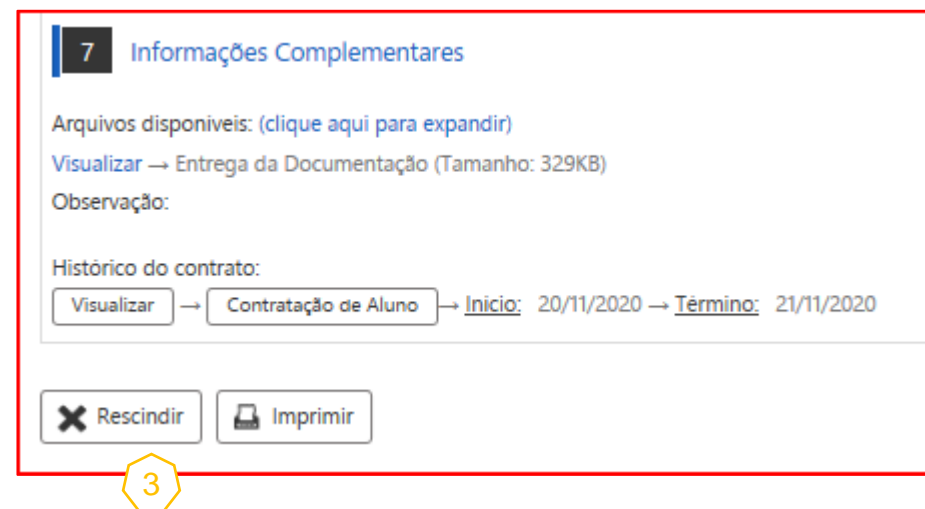 7 Informações Complementares
Arquivos disponiveis: (clique aqui para expandir)
Visualizar → Entrega da Documentação (Tamanho: 329KB)
Observação:
Histórico do contrato:
Visualizar → Contratação de Aluno → Início: 20/11/2020 → Término: 21/11/2020
Rescindir Imprimir
3